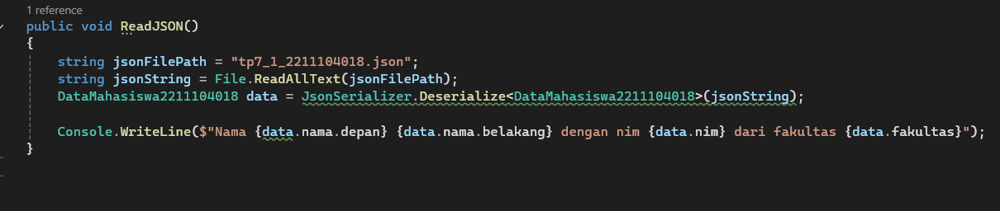 1 reference
public void ReadJSON()
{
string jsonFilePath = "tp7_1_2211104018.json";
string jsonString = File.ReadAllText(jsonFilePath);
DataMahasiswa2211104018 data = JsonSerializer.Deserialize<DataMahasiswa2211104018>(jsonString);
Console.WriteLine($"Nama {data.nama.depan} {data.nama.belakang} dengan nim {data.nim} dari fakultas {data.fakultas}");
}